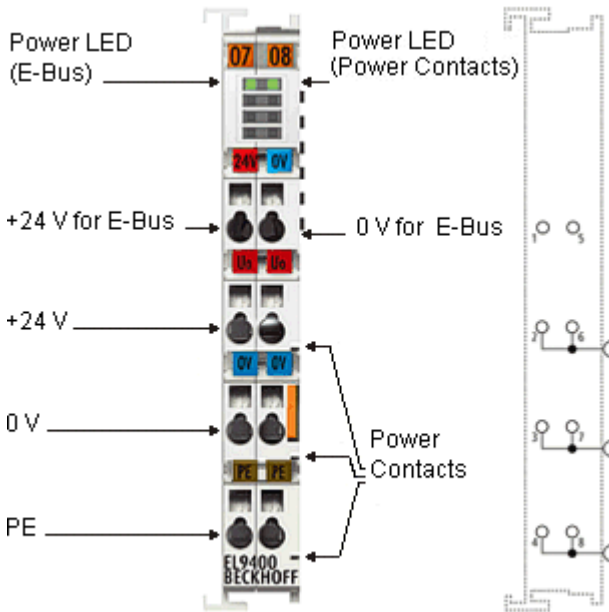 Power LED
(E-Bus)
Power LED
(Power Contacts)
07 08
24V 0V
+24 V for E-Bus
0 V for E-Bus
1 5
Uo Uo
+24 V
2 6
0V 0V
0 V
3 7
Power
Contacts
PE PE
PE
4 8
EL9400
BECKHOFF